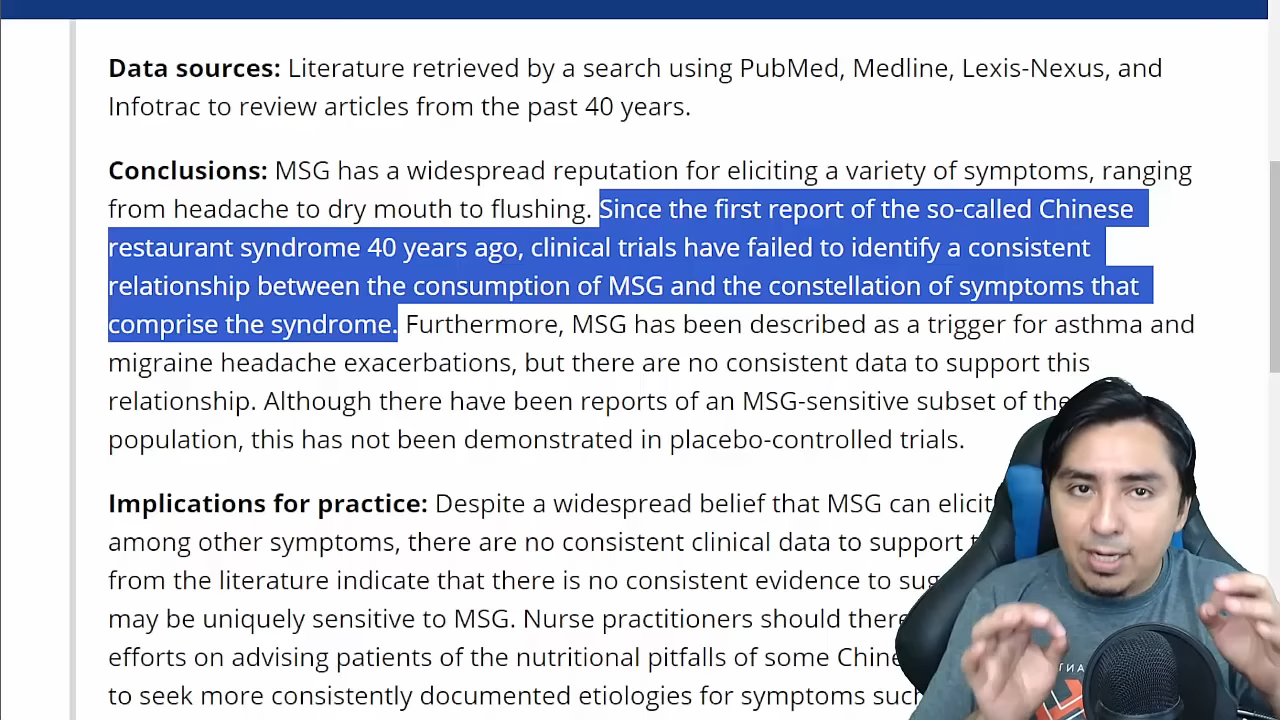 Data sources: Literature retrieved by a search using PubMed, Medline, Lexis-Nexus, and
Infotrac to review articles from the past 40 years.
Conclusions: MSG has a widespread reputation for eliciting a variety of symptoms, ranging
from headache to dry mouth to flushing. Since the first report of the so-called Chinese
restaurant syndrome 40 years ago, clinical trials have failed to identify a consistent
relationship between the consumption of MSG and the constellation of symptoms that
comprise the syndrome. Furthermore, MSG has been described as a trigger for asthma and
migraine headache exacerbations, but there are no consistent data to support this
relationship. Although there have been reports of an MSG-sensitive subset of the
population, this has not been demonstrated in placebo-controlled trials.
Implications for practice: Despite a widespread belief that MSG can elicit
among other symptoms, there are no consistent clinical data to support
from the literature indicate that there is no consistent evidence to
may be uniquely sensitive to MSG. Nurse practitioners should
efforts on advising patients of the nutritional pitfalls of some
to seek more consistently documented etiologies for symptoms